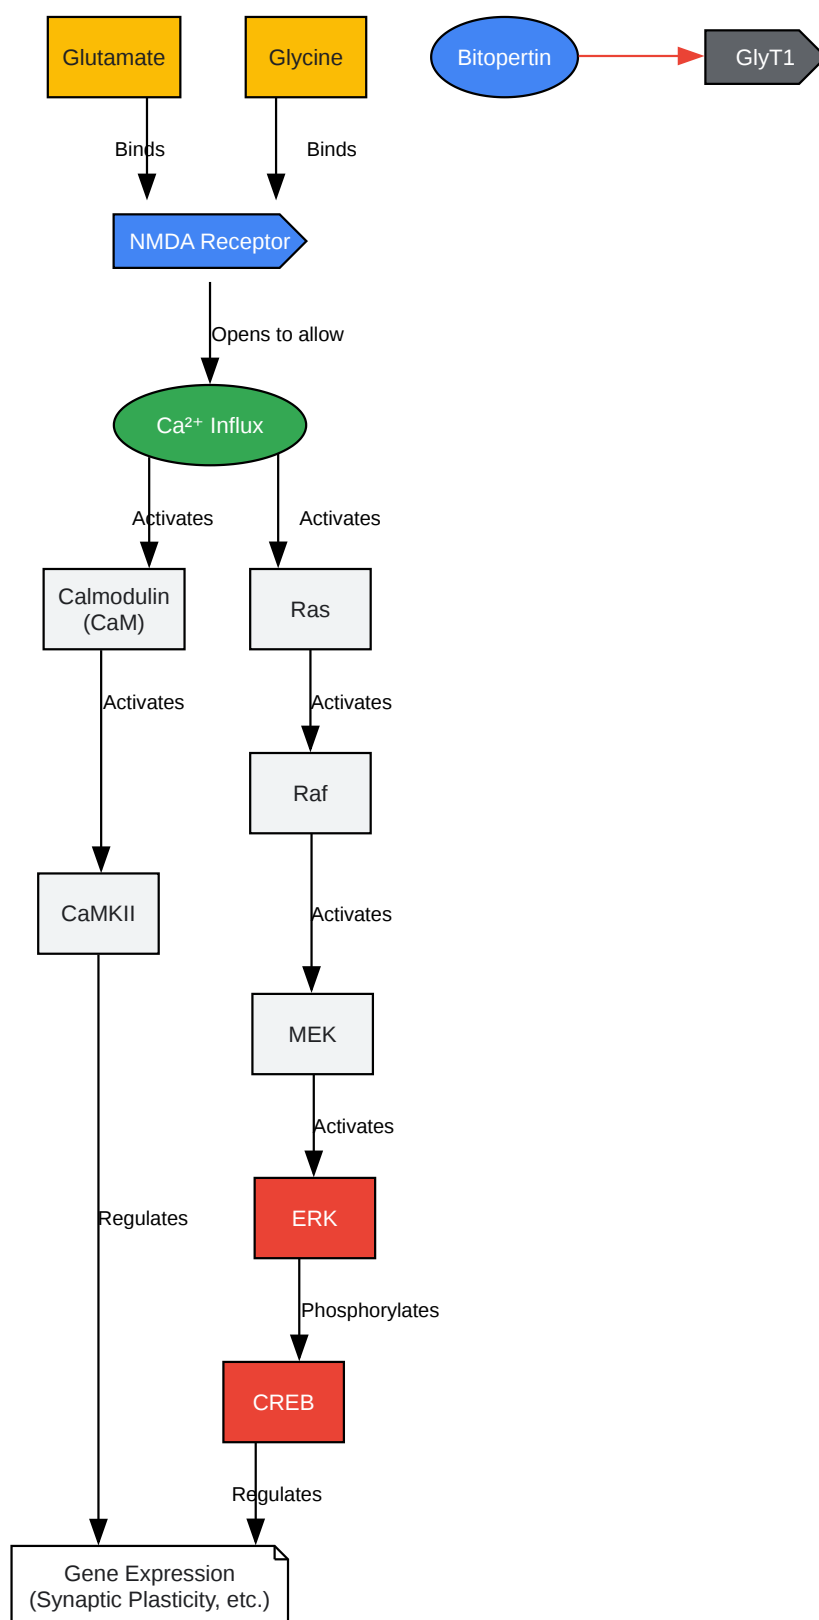 Glutamate
Glycine
Bitopertin
GlyT1
Binds
Binds
NMDA Receptor
Opens to allow
Ca²⁺ Influx
Activates
Activates
Calmodulin
(CaM)
Ras
Activates
Activates
Raf
CaMKII
Activates
MEK
Activates
Regulates
ERK
Phosphorylates
CREB
Regulates
Gene Expression
(Synaptic Plasticity, etc.)